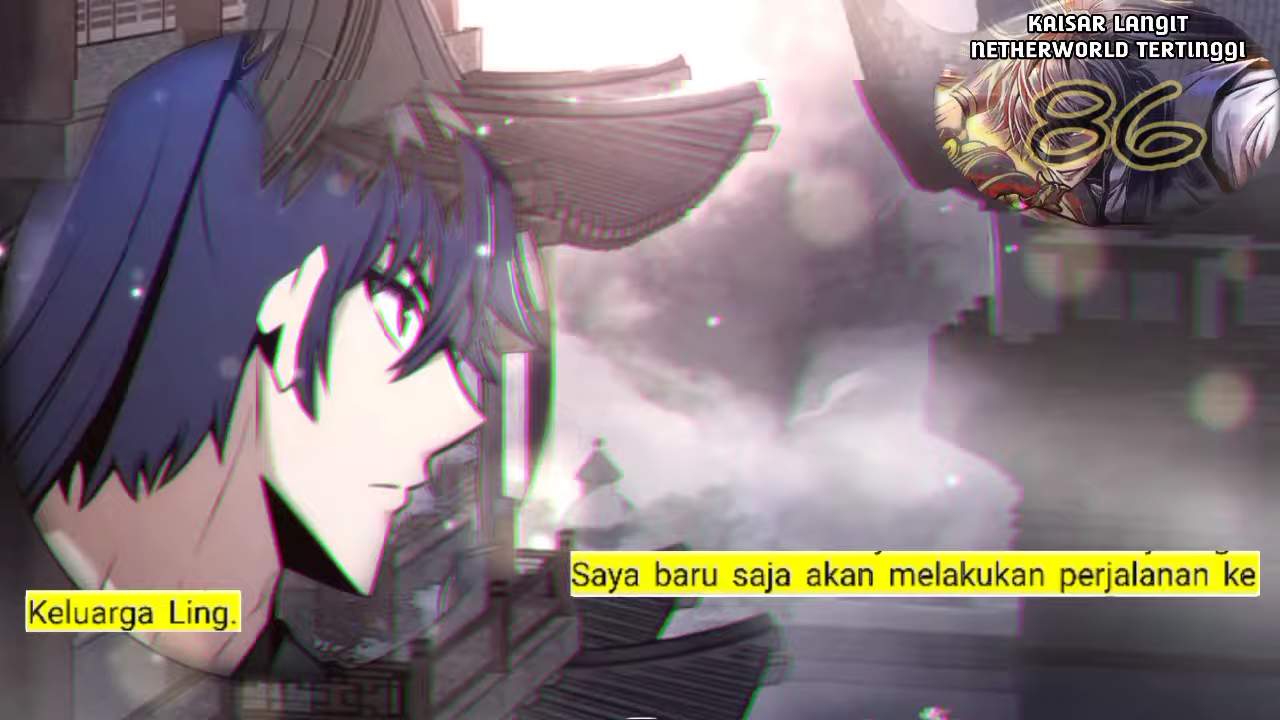 KAISAR LANGIT
NETHERWORLD TERTINGGI
86
Saya baru saja akan melakukan perjalanan ke
Keluarga Ling.